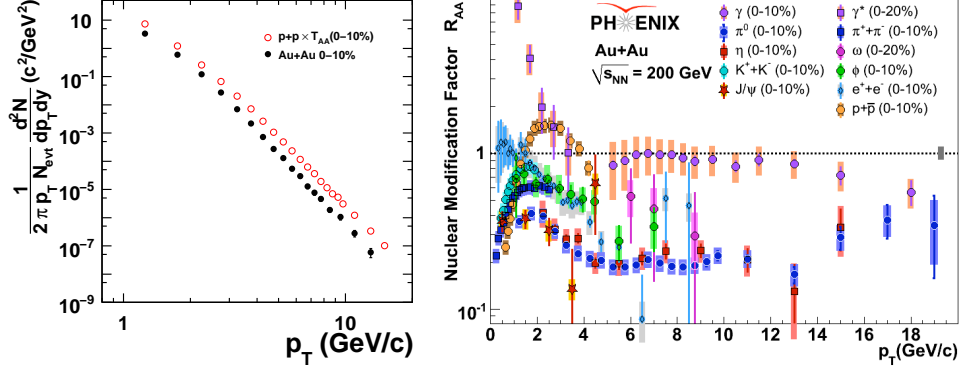 1 / 2 π p_T N_evt d²N / dp_T dy (c²/GeV²)
10
10⁻¹
10⁻³
10⁻⁵
10⁻⁷
10⁻⁹
p+p × T_AA(0–10%)
Au+Au 0–10%
1
10
p_T (GeV/c)
Nuclear Modification Factor R_AA
1
10⁻¹
PH ENIX
Au+Au
√s_NN = 200 GeV
γ (0-10%)
π⁰ (0-10%)
η (0-10%)
K⁺+K⁻ (0-10%)
J/ψ (0-10%)
γ* (0-20%)
π⁺+π⁻ (0-10%)
ω (0-20%)
ϕ (0-10%)
e⁺+e⁻ (0-10%)
p+p̅ (0-10%)
0 2 4 6 8 10 12 14 16 18
p_T(GeV/c)